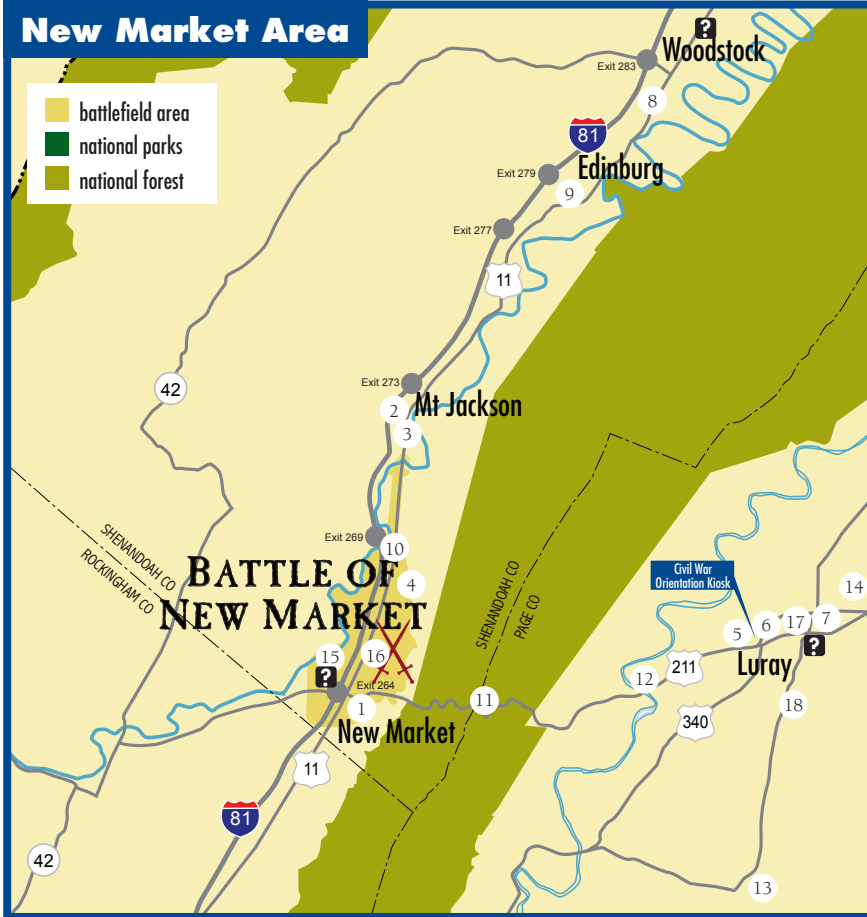 New Market Area
battlefield area
national parks
national forest
?
Woodstock
Exit 283
8
81
Exit 279
Edinburg
9
Exit 277
11
42
Exit 273
2
Mt Jackson
3
SHENANDOAH CO
ROCKINGHAM CO
Exit 269
10
BATTLE OF
NEW MARKET
4
SHENANDOAH CO
PAGE CO
Civil War
Orientation Kiosk
14
5
6
17
7
?
Luray
15
?
16
Exit 264
1
New Market
11
12
211
340
18
11
81
42
13